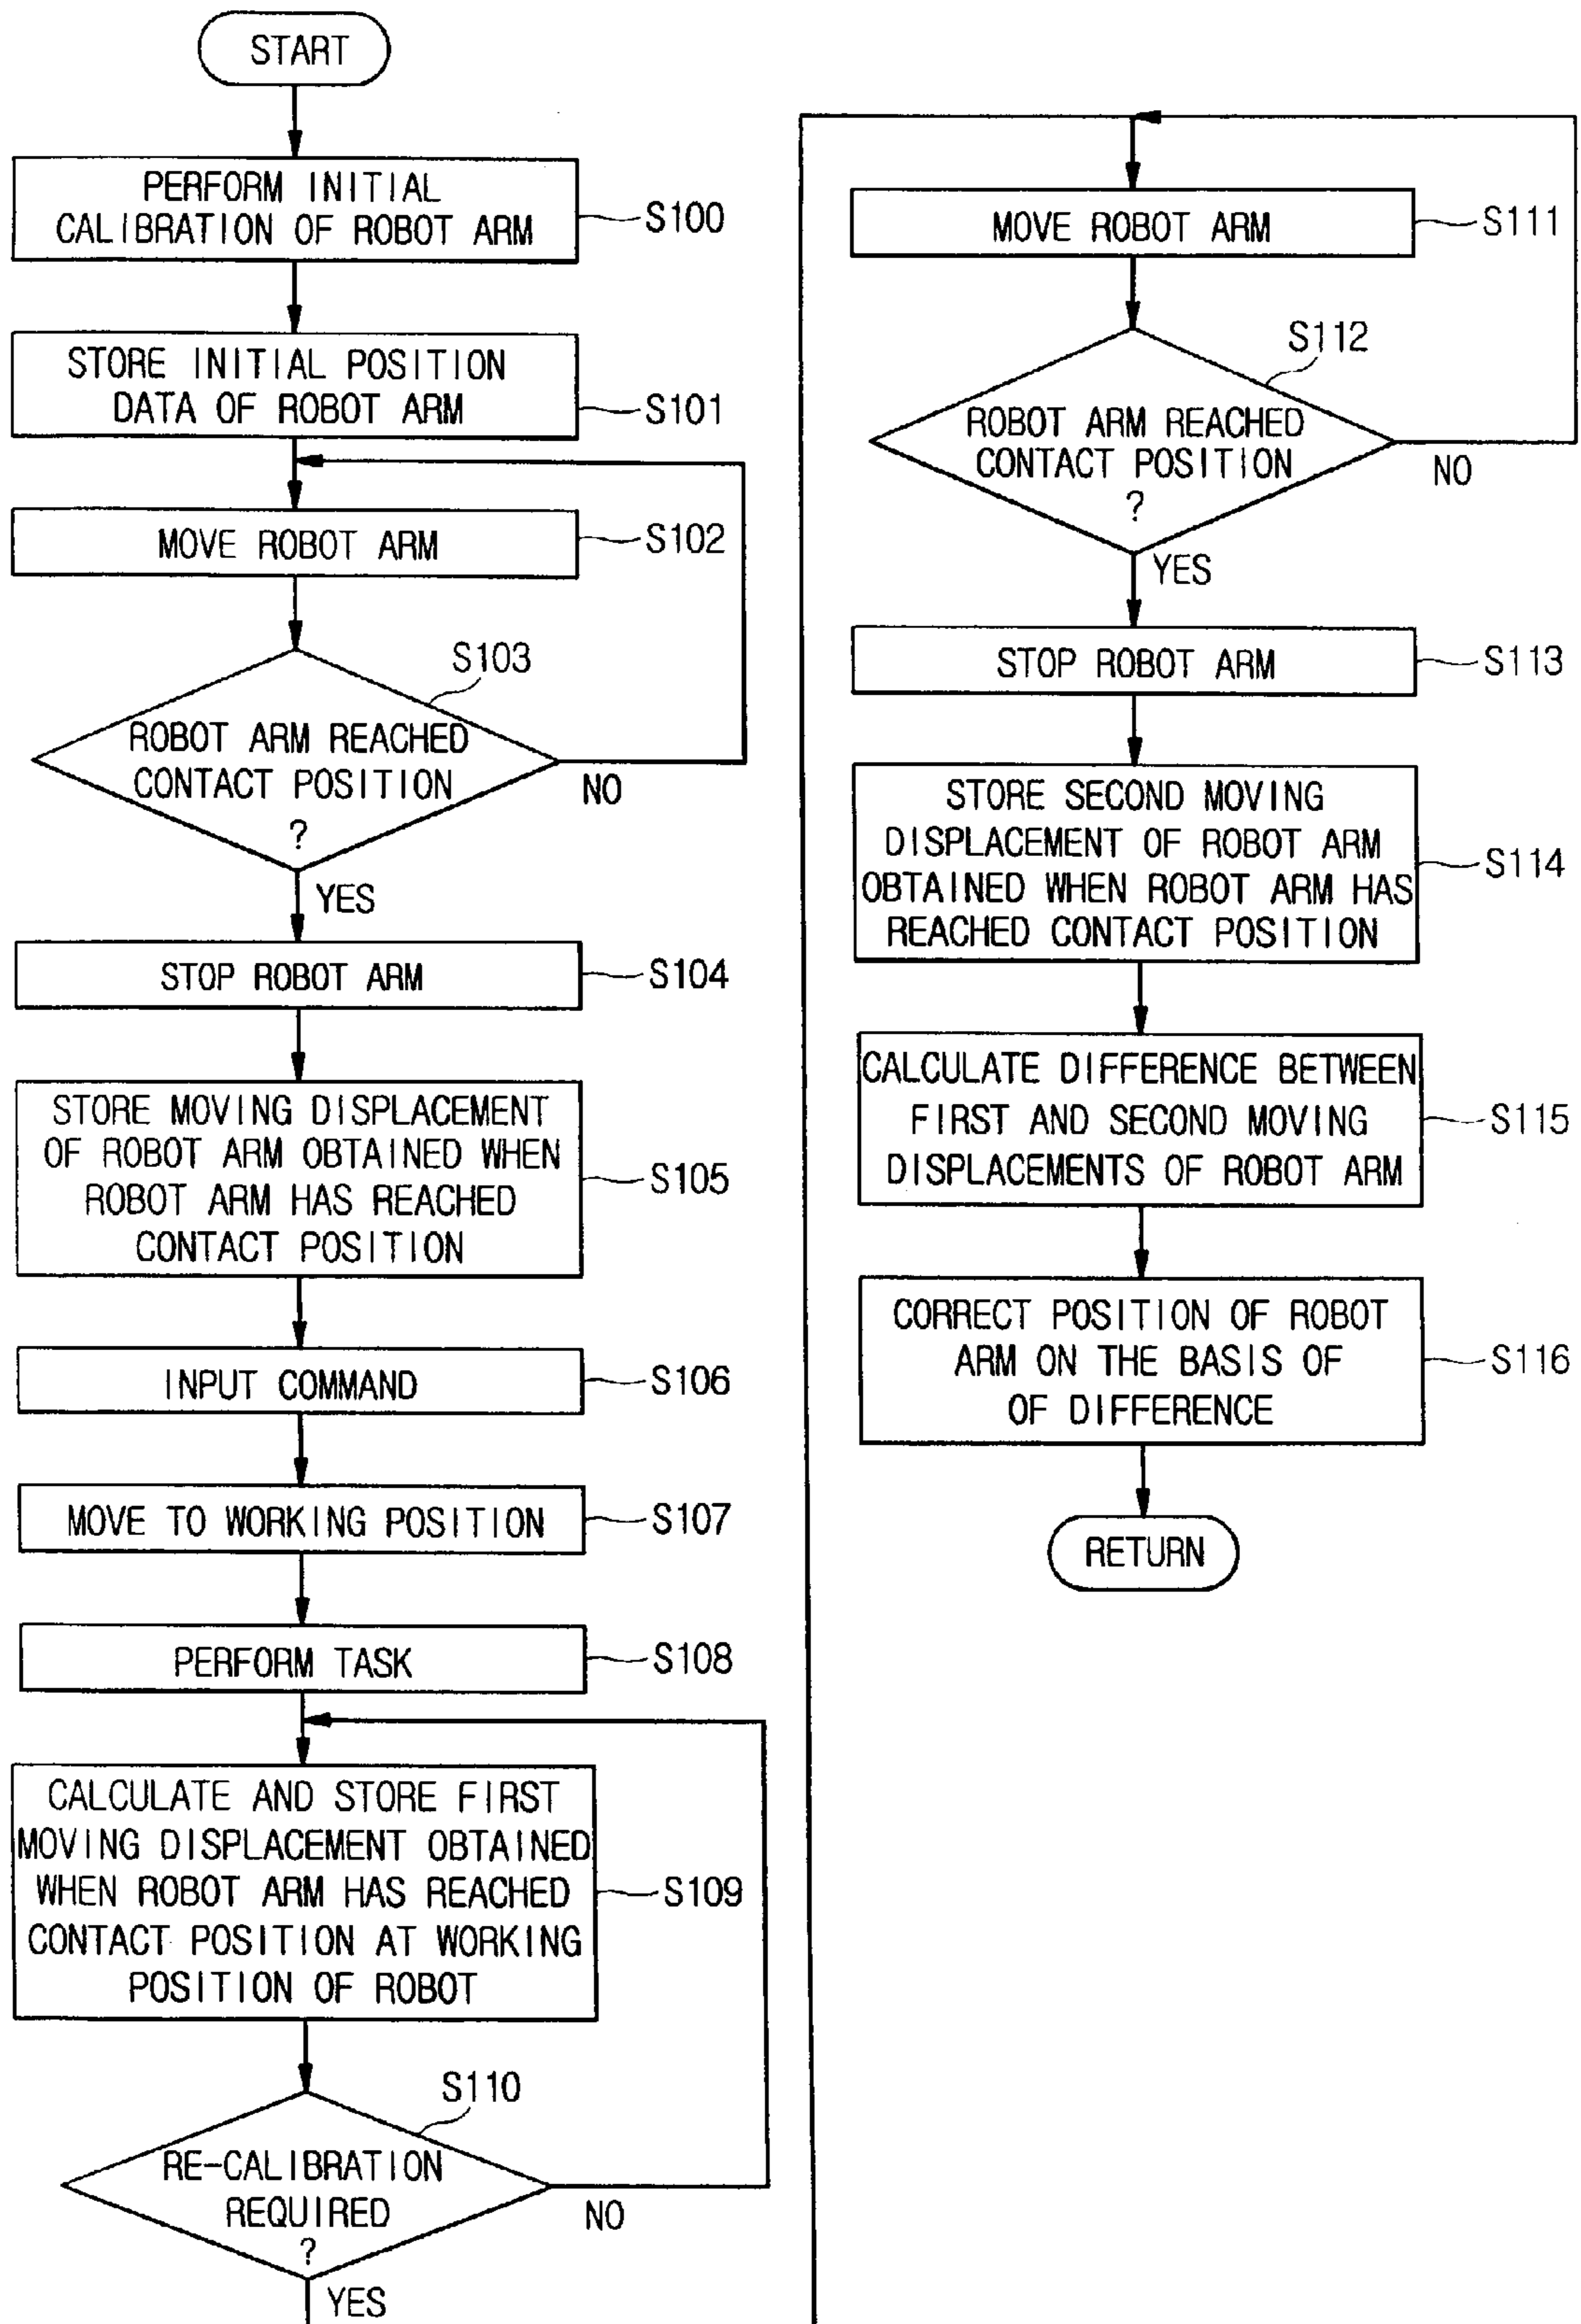 START
PERFORM INITIAL
CALIBRATION OF ROBOT ARM
S100
STORE INITIAL POSITION
DATA OF ROBOT ARM
S101
MOVE ROBOT ARM
S102
S103
ROBOT ARM REACHED
CONTACT POSITION
?
NO
YES
STOP ROBOT ARM
S104
STORE MOVING DISPLACEMENT
OF ROBOT ARM OBTAINED WHEN
ROBOT ARM HAS REACHED
CONTACT POSITION
S105
INPUT COMMAND
S106
MOVE TO WORKING POSITION
S107
PERFORM TASK
S108
CALCULATE AND STORE FIRST
MOVING DISPLACEMENT OBTAINED
WHEN ROBOT ARM HAS REACHED
CONTACT POSITION AT WORKING
POSITION OF ROBOT
S109
S110
RE-CALIBRATION
REQUIRED
?
NO
YES
MOVE ROBOT ARM
S111
S112
ROBOT ARM REACHED
CONTACT POSITION
?
NO
YES
STOP ROBOT ARM
S113
STORE SECOND MOVING
DISPLACEMENT OF ROBOT ARM
OBTAINED WHEN ROBOT ARM HAS
REACHED CONTACT POSITION
S114
CALCULATE DIFFERENCE BETWEEN
FIRST AND SECOND MOVING
DISPLACEMENTS OF ROBOT ARM
S115
CORRECT POSITION OF ROBOT
ARM ON THE BASIS OF
OF DIFFERENCE
S116
RETURN